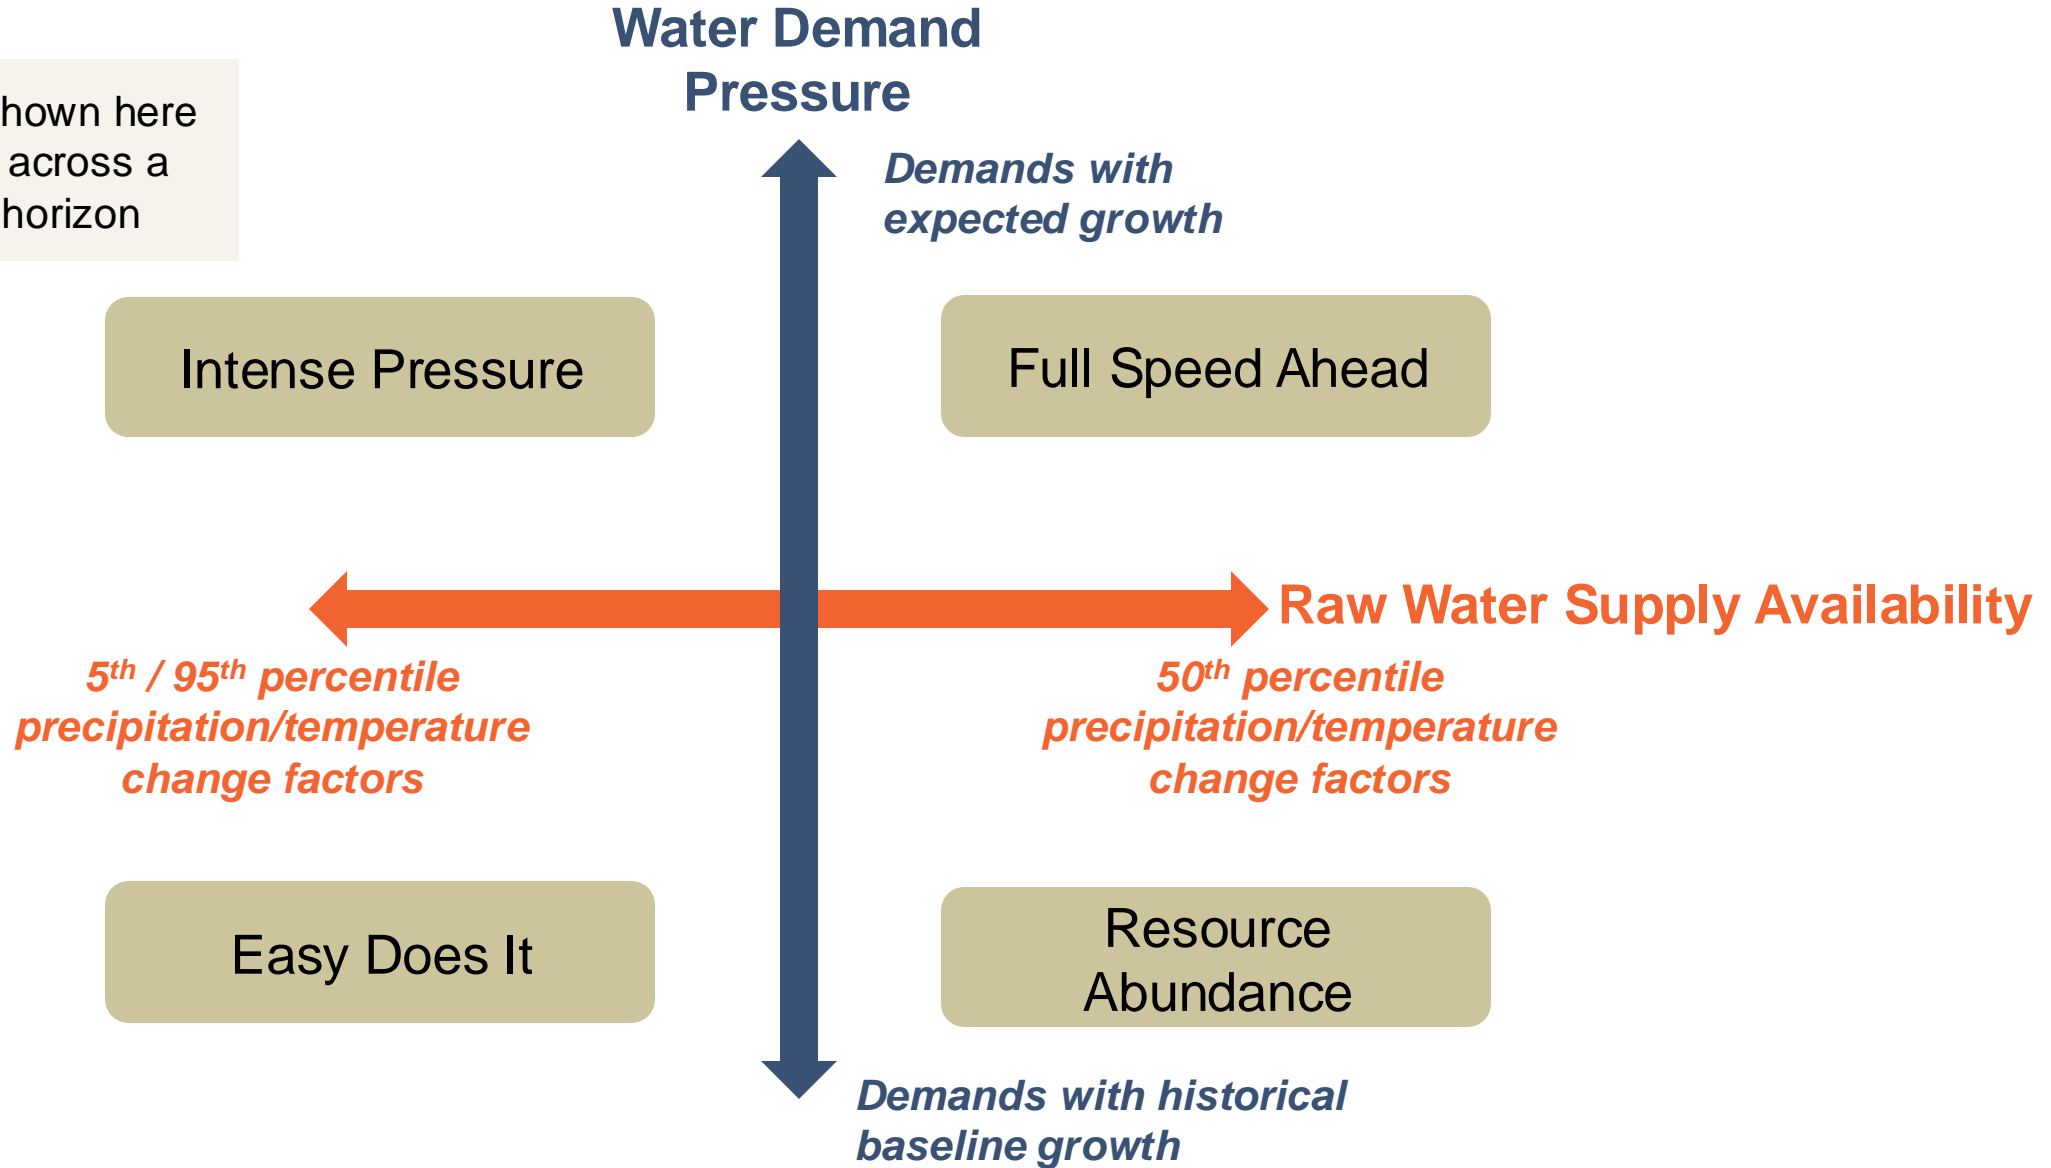 Water Demand
Pressure
hown here
across a
horizon
Demands with
expected growth
Intense Pressure
Full Speed Ahead
Raw Water Supply Availability
5th / 95th percentile
precipitation/temperature
change factors
50th percentile
precipitation/temperature
change factors
Easy Does It
Resource
Abundance
Demands with historical
baseline growth